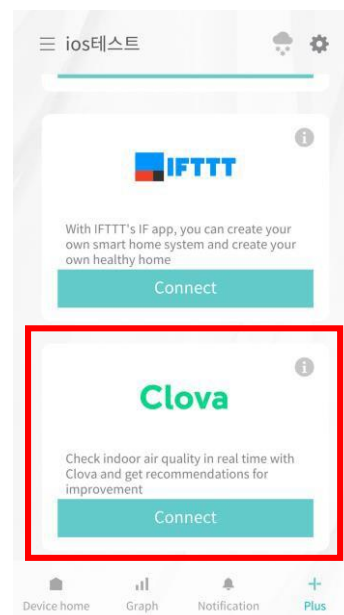 ios테스트
IFTTT
With IFTTT's IF app, you can create your
own smart home system and create your
own healthy home
Connect
Clova
Check indoor air quality in real time with
Clova and get recommendations for
improvement
Connect
Device home Graph Notification Plus